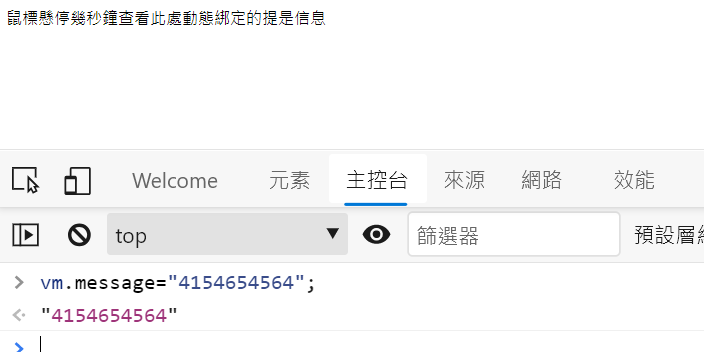 鼠標懸停幾秒鐘查看此處動態綁定的提是信息
Welcome 元素 主控台 來源 網路 效能
top 篩選器 預設層
vm.message="4154654564";
"4154654564"